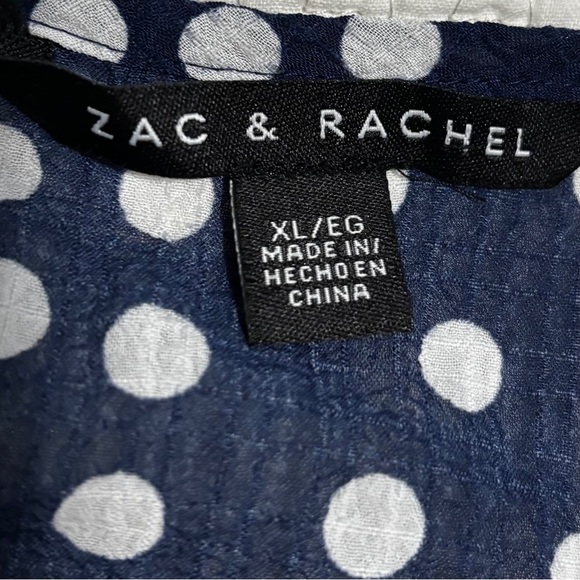 ZAC & RACHEL
XL/EG
MADE IN/
HECHO EN
CHINA